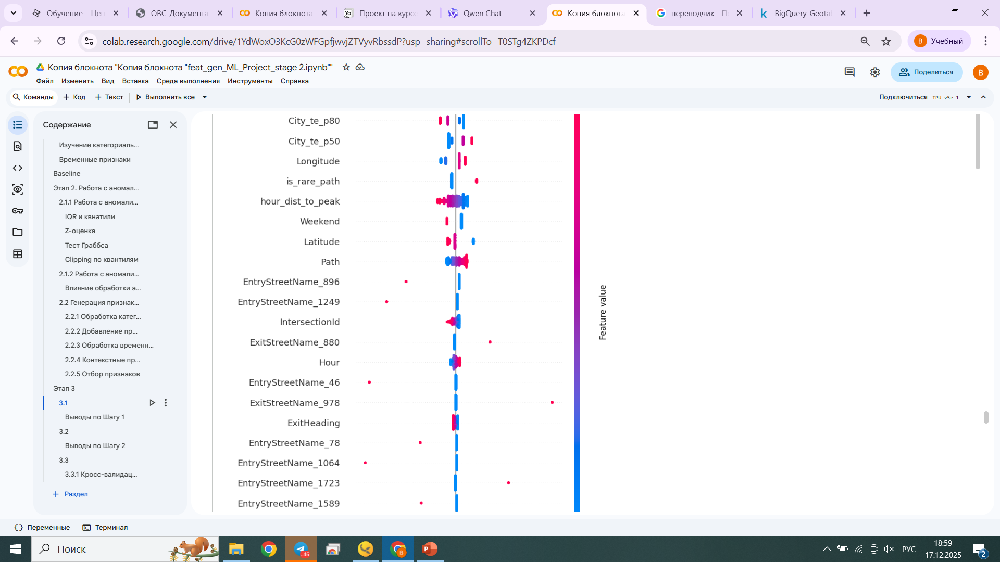 Обучение – Цен
ОВС_Документа
Копия блокнота
Проект на курсе
Qwen Chat
Копия блокнота
переводчик - По
BigQuery-Geotal
colab.research.google.com/drive/1YdWoxO3KcG0zWFGpfjwvjZTVyvRbssdP?usp=sharing#scrollTo=T0STg4ZKPDcf
B Учебный
Копия блокнота "Копия блокнота "feat_gen_ML_Project_stage 2.ipynb""
Поделиться
B
Файл Изменить Вид Вставка Среда выполнения Инструменты Справка
Команды + Код + Текст Выполнить все
Подключиться TPU v5e-1
Содержание
Изучение категориаль...
Временные признаки
Baseline
Этап 2. Работа с аномал...
2.1.1 Работа с аномали...
IQR и квнатили
Z-оценка
Тест Граббса
Clipping по квантилям
2.1.2 Работа с аномали...
Влияние обработки а...
2.2 Генерация признак...
2.2.1 Обработка катег...
2.2.2 Добавление пр...
2.2.3 Обработка временн...
2.2.4 Контекстные пр...
2.2.5 Отбор признаков
Этап 3
3.1
Выводы по Шагу 1
3.2
Выводы по Шагу 2
3.3
3.3.1 Кросс-валидац...
+ Раздел
City_te_p80
City_te_p50
Longitude
is_rare_path
hour_dist_to_peak
Weekend
Latitude
Path
EntryStreetName_896
EntryStreetName_1249
IntersectionId
ExitStreetName_880
Hour
EntryStreetName_46
ExitStreetName_978
ExitHeading
EntryStreetName_78
EntryStreetName_1064
EntryStreetName_1723
EntryStreetName_1589
Feature value
Переменные
Терминал
Поиск
..46
B
P
РУС
18:59
17.12.2025
2